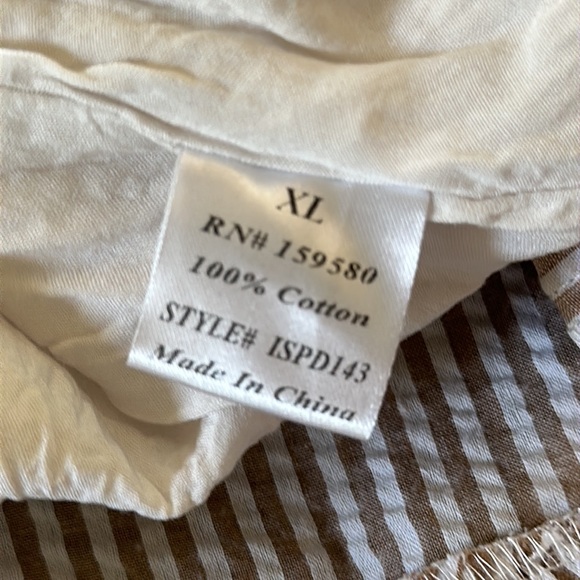 XL
RN# 159580
100% Cotton
STYLE# ISPD143
Made In China